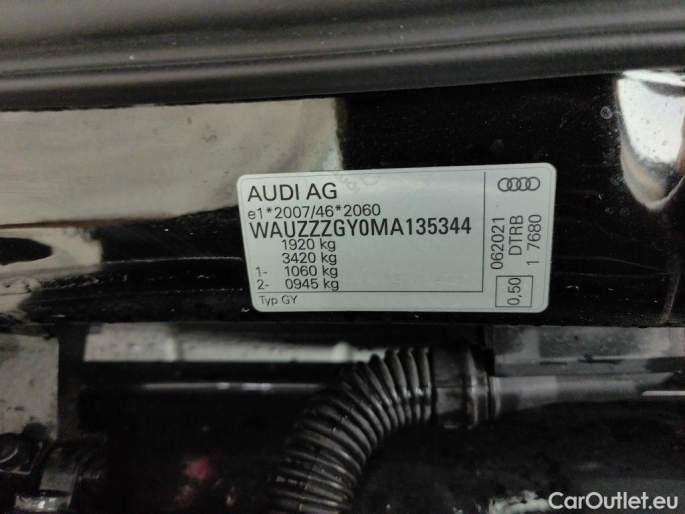 AUDI AG
e1*2007/46*2060
WAUZZZGY0MA135344
1920 kg
3420 kg
1- 1060 kg
2- 0945 kg
Typ GY
062021
DTRB
1 7680
0,50
CarOutlet.eu